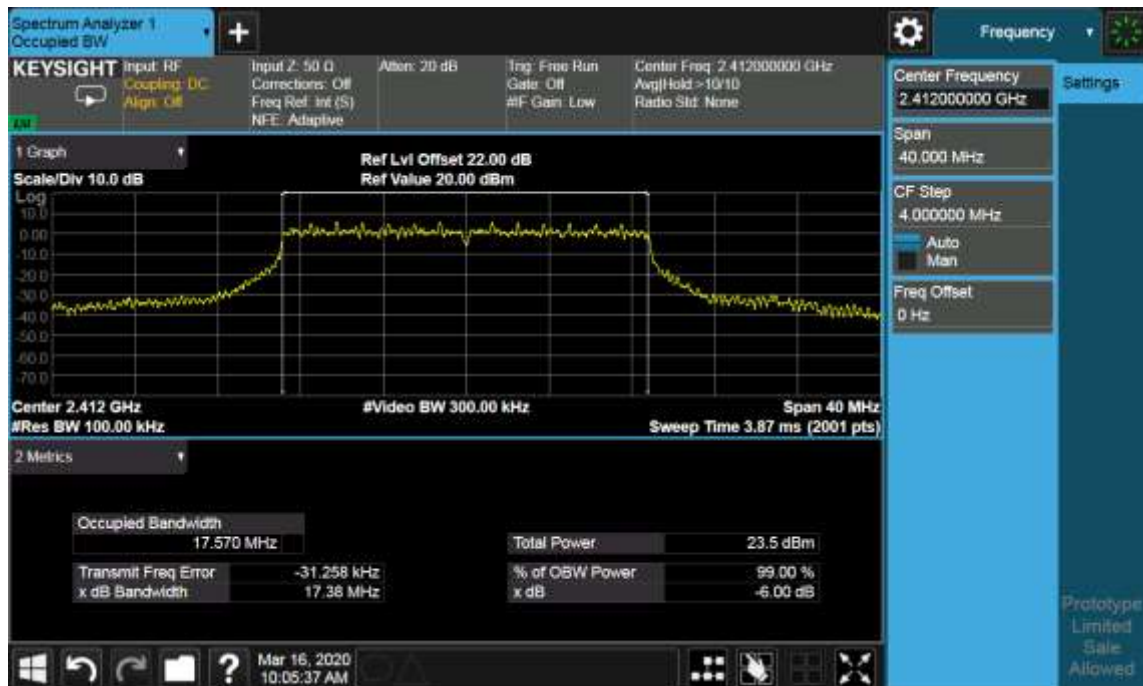 Spectrum Analyzer 1
Occupied BW
+
Frequency
KEYSIGHT
Input: RF
Coupling: DC
Align: Off
Input Z: 50 Ω
Corrections: Off
Freq Ref: Int (S)
NFE: Adaptive
Atten: 20 dB
Trig: Free Run
Gate: Off
#IF Gain: Low
Center Freq: 2.412000000 GHz
Avg|Hold:>10/10
Radio Std: None
Center Frequency
2.412000000 GHz
Settings
Span
40.000 MHz
CF Step
4.000000 MHz
Auto
Man
Freq Offset
0 Hz
1 Graph
Scale/Div 10.0 dB
Ref Lvl Offset 22.00 dB
Ref Value 20.00 dBm
Log
10.0
0.00
-10.0
-20.0
-30.0
-40.0
-50.0
-60.0
-70.0
Center 2.412 GHz
#Video BW 300.00 kHz
Span 40 MHz
#Res BW 100.00 kHz
Sweep Time 3.87 ms (2001 pts)
2 Metrics
Occupied Bandwidth
17.570 MHz
Total Power 23.5 dBm
Transmit Freq Error -31.258 kHz
% of OBW Power 99.00 %
x dB Bandwidth 17.38 MHz
x dB -6.00 dB
Prototype
Limited
Sale
Allowed
?
Mar 16, 2020
10:05:37 AM